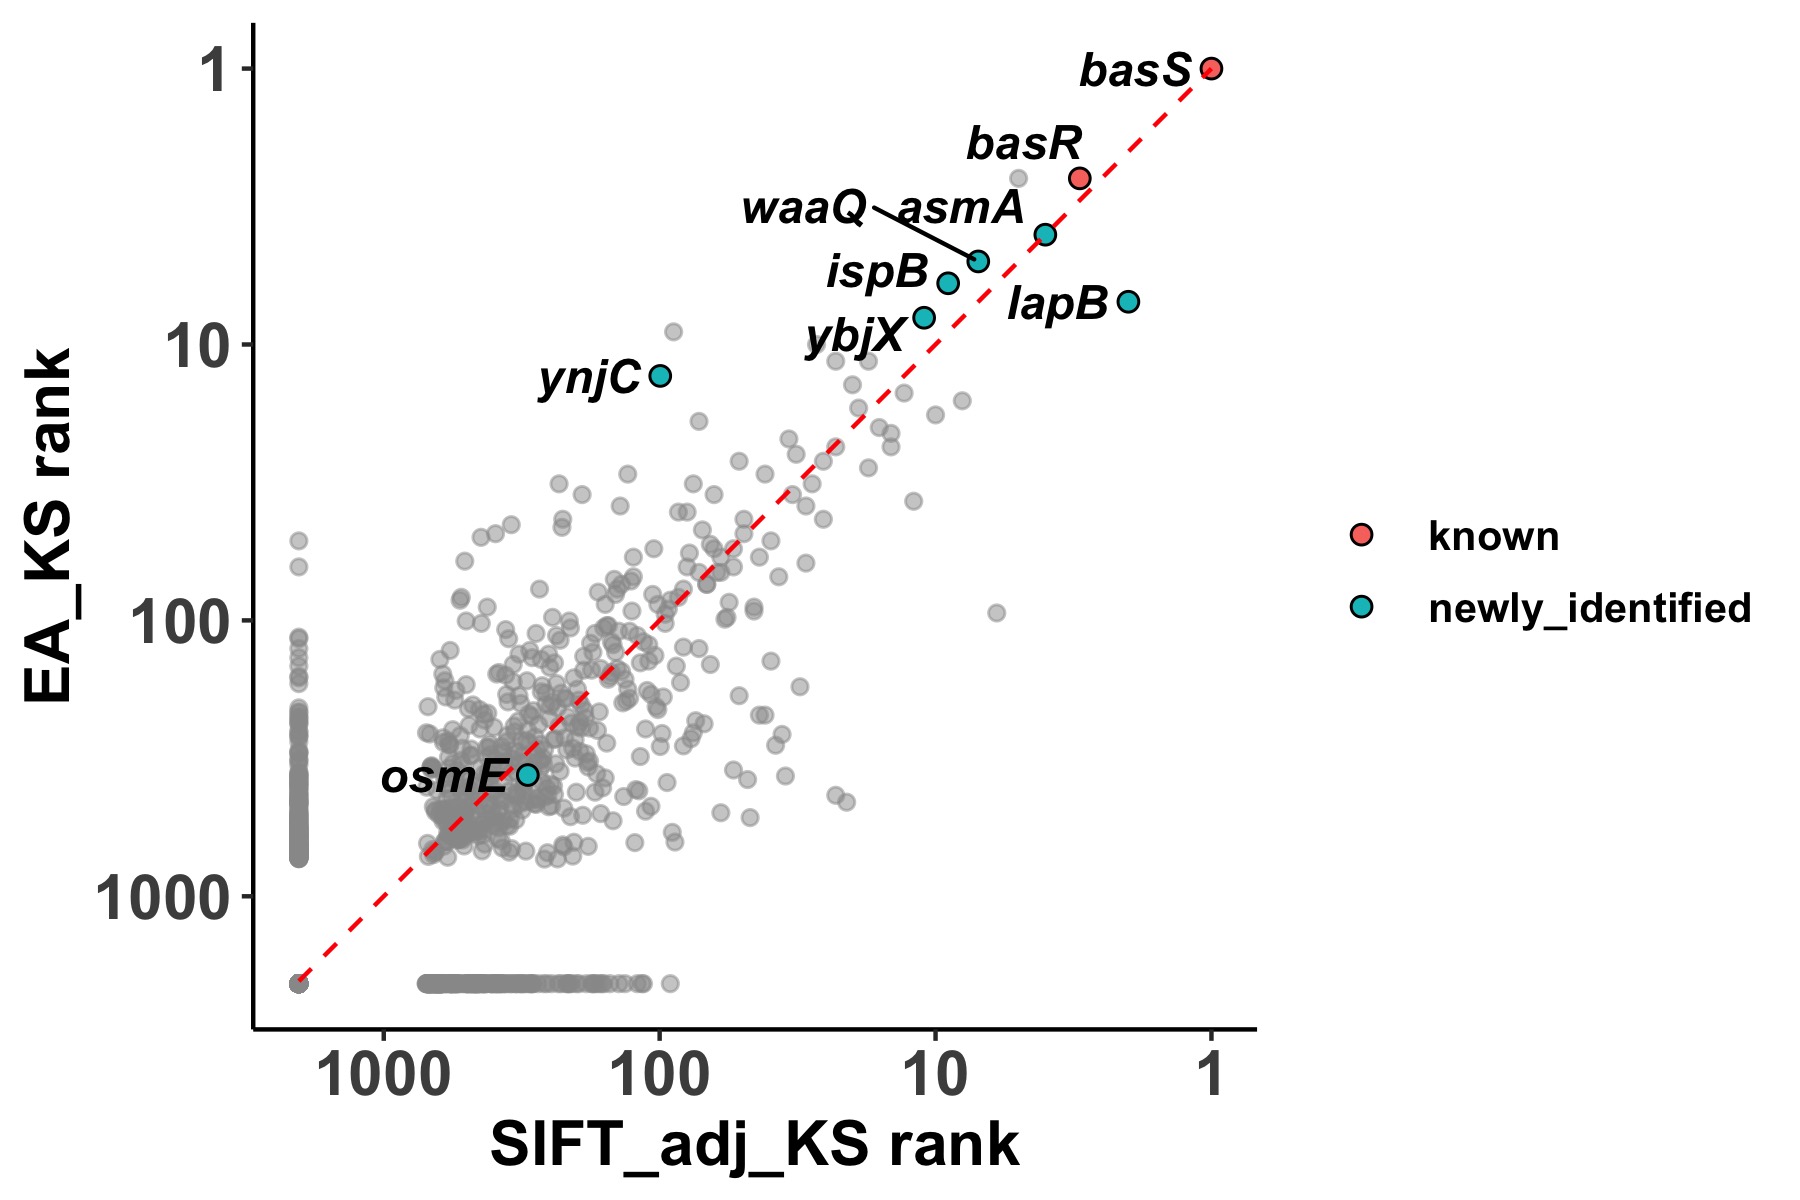 1
basS
basR
waaQ
asmA
ispB
lapB
ybjX
10
ynjC
EA_KS rank
known
100
newly_identified
osmE
1000
1000
100
10
1
SIFT_adj_KS rank